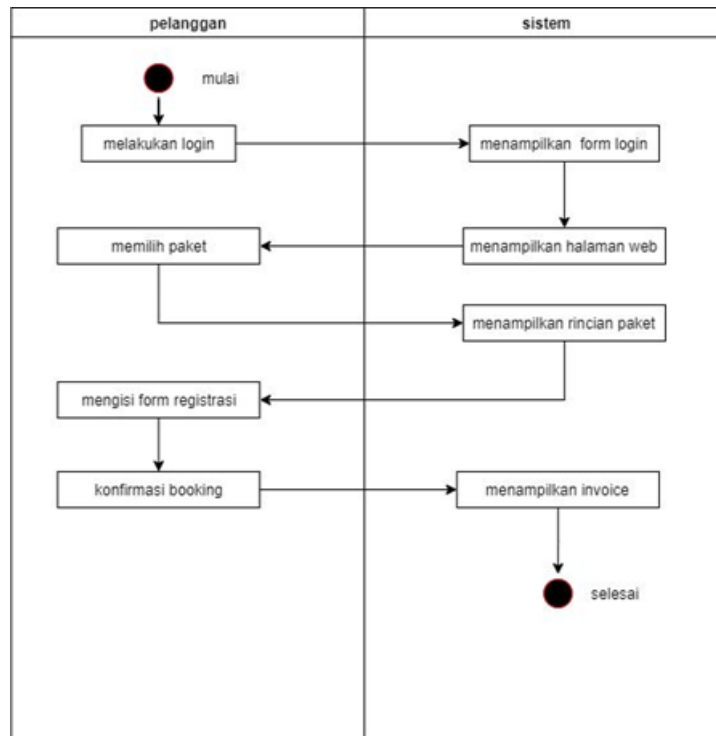 pelanggan
sistem
mulai
melakukan login
menampilkan form login
memilih paket
menampilkan halaman web
menampilkan rincian paket
mengisi form registrasi
konfirmasi booking
menampilkan invoice
selesai